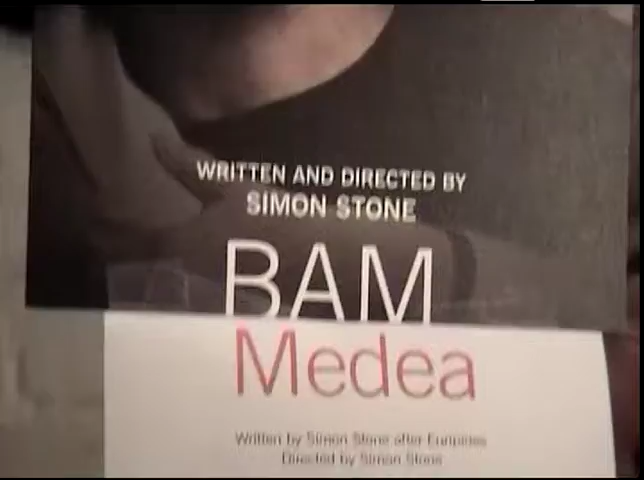 WRITTEN AND DIRECTED BY
SIMON STONE
BAM
Medea
Written by Simon Stone after Euripides
Directed by Simon Stone